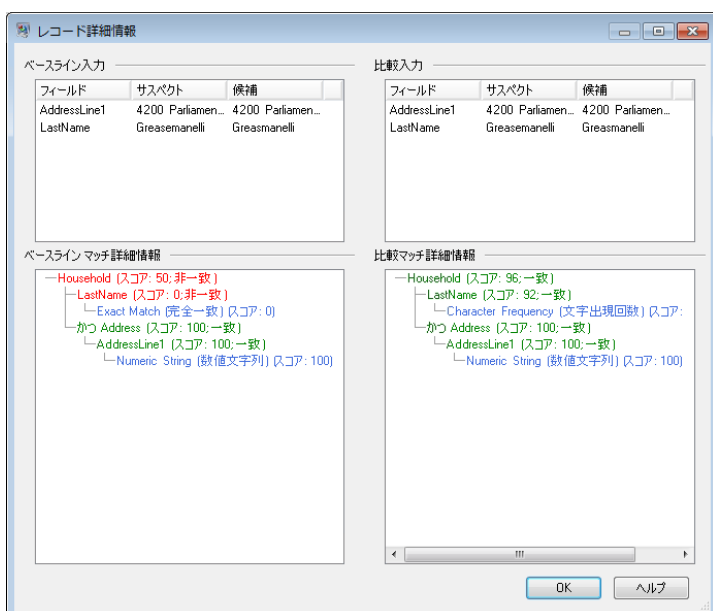 レコード詳細情報
ベースライン入力
フィールド サスペクト 候補
AddressLine1 4200 Parliamen... 4200 Parliamen...
LastName Greasemanelli Greasmanelli
比較入力
フィールド サスペクト 候補
AddressLine1 4200 Parliamen... 4200 Parliamen...
LastName Greasemanelli Greasmanelli
ベースライン マッチ詳細情報
Household (スコア: 50; 非一致)
LastName (スコア: 0; 非一致)
Exact Match (完全一致) (スコア: 0)
かつ Address (スコア: 100; 一致)
AddressLine1 (スコア: 100; 一致)
Numeric String (数値文字列) (スコア: 100)
比較マッチ詳細情報
Household (スコア: 96; 一致)
LastName (スコア: 92; 一致)
Character Frequency (文字出現回数) (スコア:
かつ Address (スコア: 100; 一致)
AddressLine1 (スコア: 100; 一致)
Numeric String (数値文字列) (スコア: 100)
OK
ヘルプ